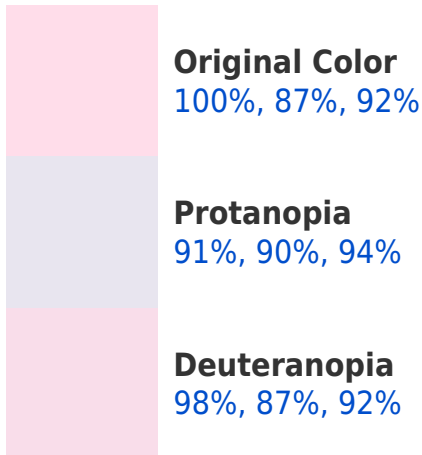 Original Color
100%, 87%, 92%
Protanopia
91%, 90%, 94%
Deuteranopia
98%, 87%, 92%